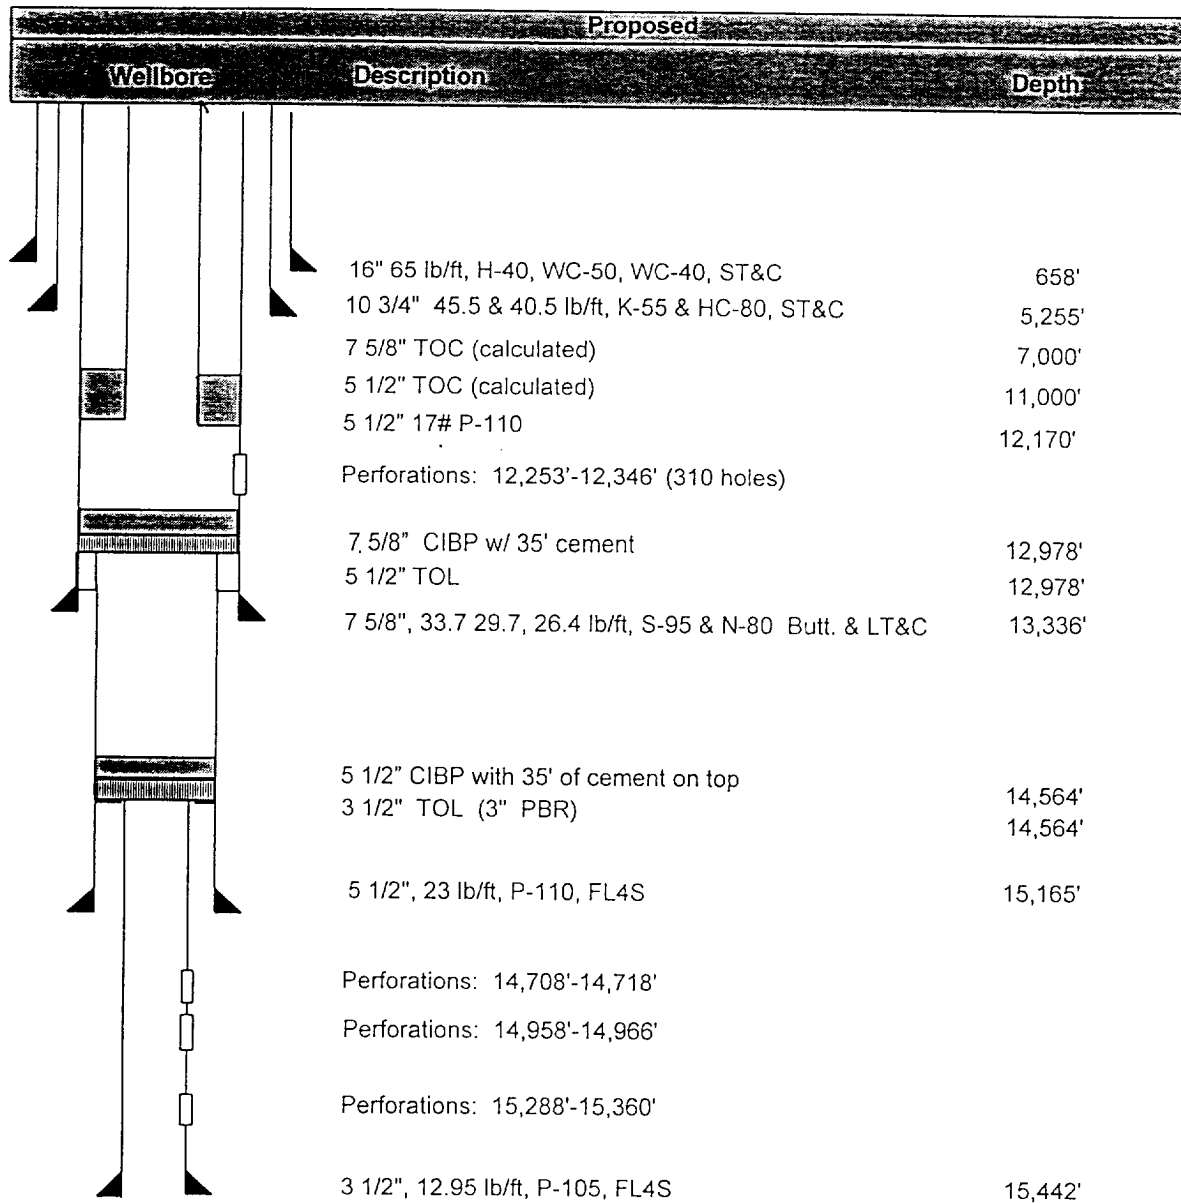 Proposed
Wellbore Description Depth
16" 65 lb/ft, H-40, WC-50, WC-40, ST&C 658'
10 3/4" 45.5 & 40.5 lb/ft, K-55 & HC-80, ST&C 5,255'
7 5/8" TOC (calculated) 7,000'
5 1/2" TOC (calculated) 11,000'
5 1/2" 17# P-110 12,170'
Perforations: 12,253'-12,346' (310 holes)
7 5/8" CIBP w/ 35' cement 12,978'
5 1/2" TOL 12,978'
7 5/8", 33.7 29.7, 26.4 lb/ft, S-95 & N-80 Butt. & LT&C 13,336'
5 1/2" CIBP with 35' of cement on top 14,564'
3 1/2" TOL (3" PBR) 14,564'
5 1/2", 23 lb/ft, P-110, FL4S 15,165'
Perforations: 14,708'-14,718'
Perforations: 14,958'-14,966'
Perforations: 15,288'-15,360'
3 1/2", 12.95 lb/ft, P-105, FL4S 15,442'